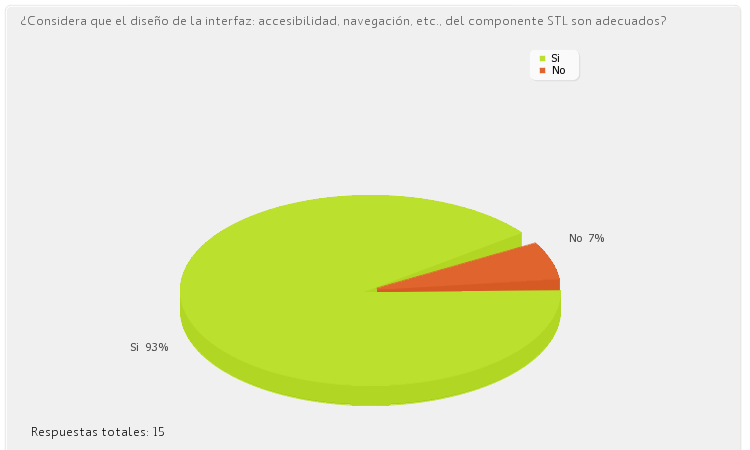 ¿Considera que el diseño de la interfaz: accesibilidad, navegación, etc., del componente STL son adecuados?
Si
No
No 7%
Si 93%
Respuestas totales: 15